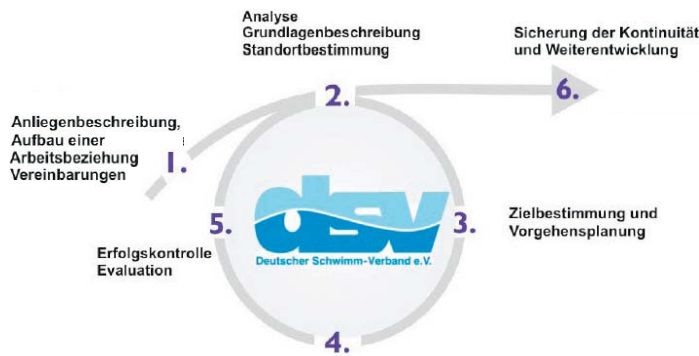 Analyse
Grundlagenbeschreibung
Standortbestimmung
Sicherung der Kontinuität
und Weiterentwicklung
2.
6.
Anliegenbeschreibung,
Aufbau einer
Arbeitsbeziehung
Vereinbarungen
1.
dsv
Deutscher Schwimm-Verband e.V.
5.
3.
Zielbestimmung und
Vorgehensplanung
Erfolgskontrolle
Evaluation
4.